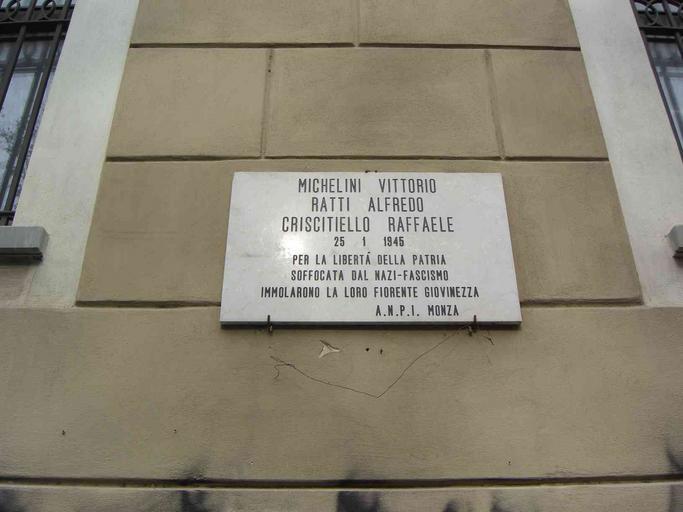 MICHELINI VITTORIO
RATTI ALFREDO
CRISCITIELLO RAFFAELE
25 1 1945
PER LA LIBERTÁ DELLA PATRIA
SOFFOCATA DAL NAZI-FASCISMO
IMMOLARONO LA LORO FIORENTE GIOVINEZZA
A.N.P.I. MONZA